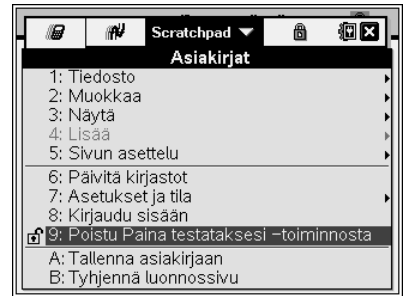 Scratchpad
Asiakirjat
1: Tiedosto
2: Muokkaa
3: Näytä
4: Lisää
5: Sivun asettelu
6: Päivitä kirjastot
7: Asetukset ja tila
8: Kirjaudu sisään
9: Poistu Paina testataksesi –toiminnosta
A: Tallenna asiakirjaan
B: Tyhjennä luonnossivu